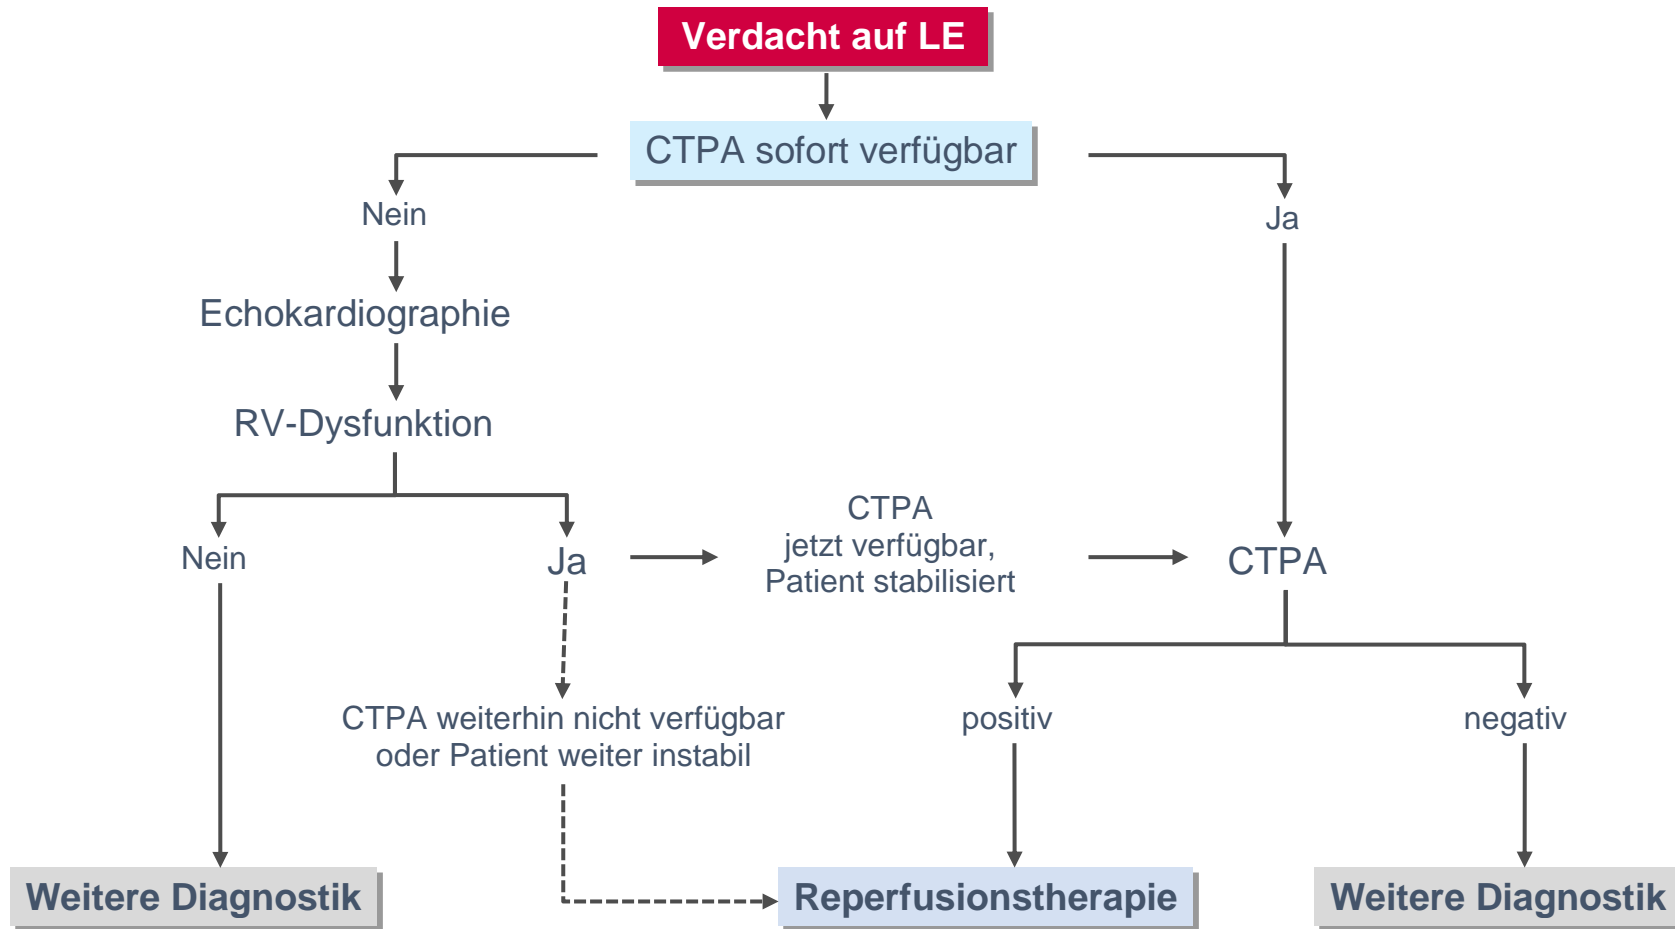 Verdacht auf LE
CTPA sofort verfügbar
Nein
Ja
Echokardiographie
RV-Dysfunktion
Nein
Ja
CTPA
jetzt verfügbar,
Patient stabilisiert
CTPA
CTPA weiterhin nicht verfügbar
oder Patient weiter instabil
positiv
negativ
Weitere Diagnostik
Reperfusionstherapie
Weitere Diagnostik